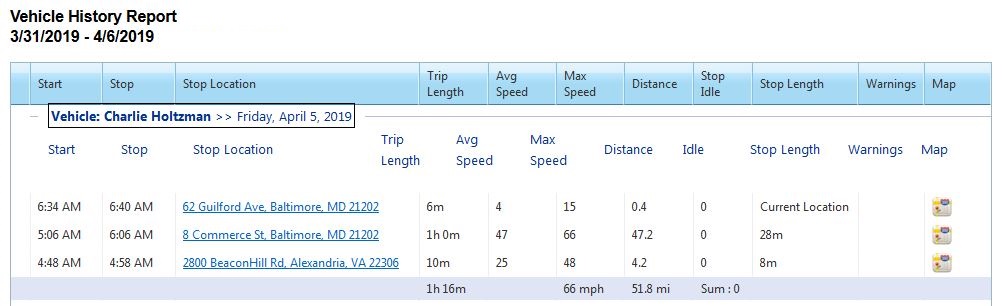 Vehicle History Report
3/31/2019 - 4/6/2019
Start Stop Stop Location Trip Length Avg Speed Max Speed Distance Stop Idle Stop Length Warnings Map
Vehicle: Charlie Holtzman >> Friday, April 5, 2019
Start Stop Stop Location Trip Length Avg Speed Max Speed Distance Idle Stop Length Warnings Map
6:34 AM 6:40 AM 62 Guilford Ave, Baltimore, MD 21202 6m 4 15 0.4 0 Current Location
5:06 AM 6:06 AM 8 Commerce St, Baltimore, MD 21202 1h 0m 47 66 47.2 0 28m
4:48 AM 4:58 AM 2800 BeaconHill Rd, Alexandria, VA 22306 10m 25 48 4.2 0 8m
1h 16m 66 mph 51.8 mi Sum : 0